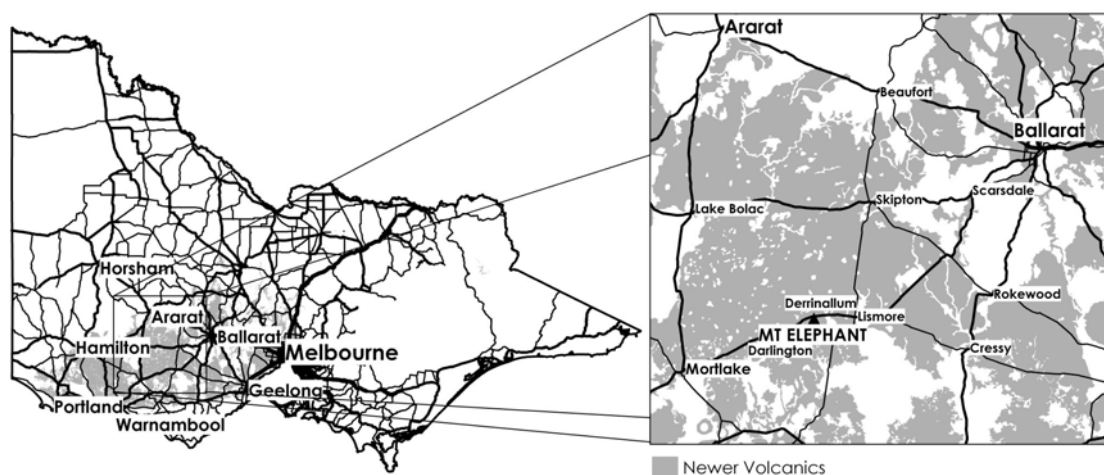 Horsham
Ararat
Ballarat
Hamilton
Melbourne
Geelong
Portland
Warnambool
Ararat
Beaufort
Ballarat
Scarsdale
Lake Bolac
Skipton
Rokewood
Derrinallum
Lismore
MT ELEPHANT
Darlington
Cressy
Mortlake
Newer Volcanics